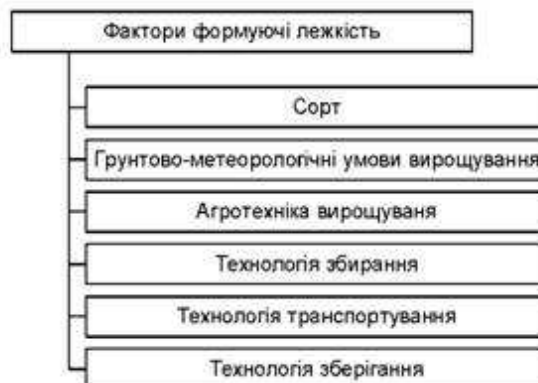 Фактори формуючі лежкість
Сорт
Грунтово-метеорологічні умови вирощування
Агротехніка вирощуваня
Технологія збирання
Технологія транспортування
Технологія зберігання